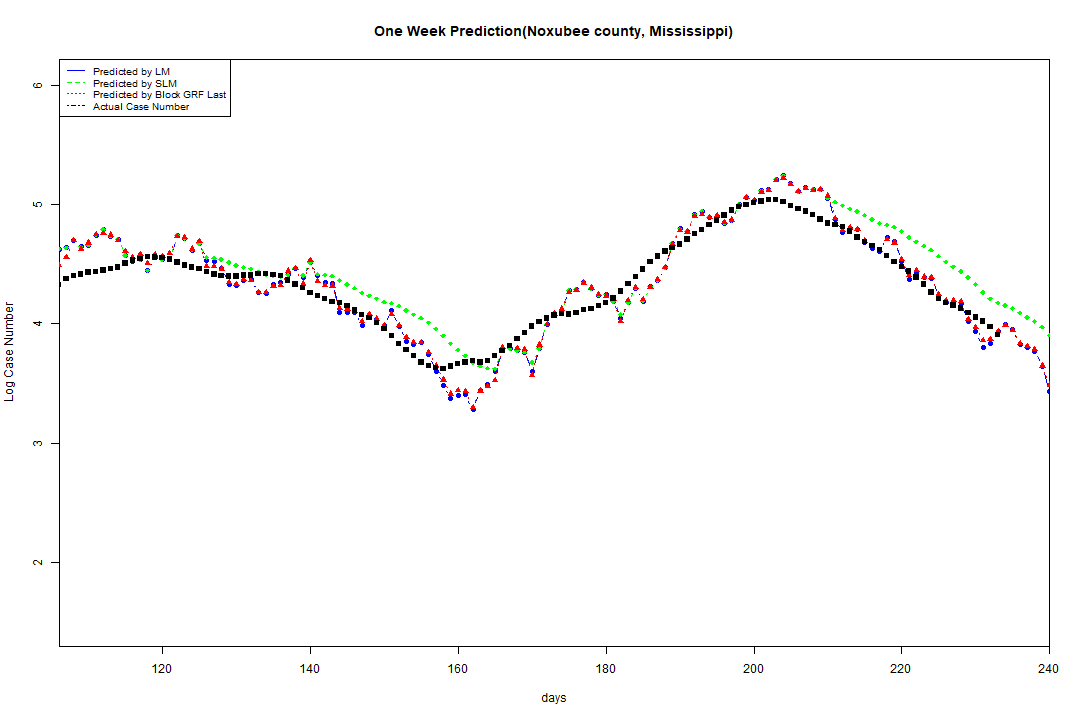 One Week Prediction(Noxubee county, Mississippi)
Predicted by LM
Predicted by SLM
Predicted by Block GRF Last
Actual Case Number
6
5
4
3
2
Log Case Number
120 140 160 180 200 220 240
days